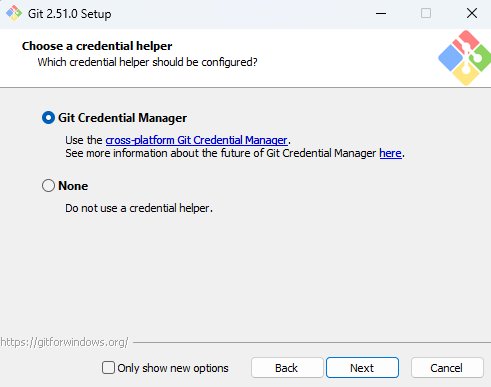 Git 2.51.0 Setup
Choose a credential helper
Which credential helper should be configured?
Git Credential Manager
Use the cross-platform Git Credential Manager.
See more information about the future of Git Credential Manager here.
None
Do not use a credential helper.
https://gitforwindows.org/
Only show new options
Back
Next
Cancel